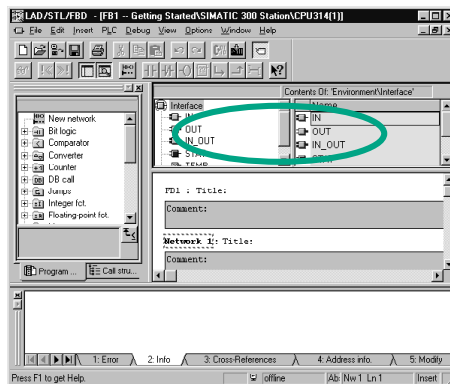 LAD/STL/FBD - [FB1 -- Getting Started\SIMATIC 300 Station\CPU314(1)]
File Edit Insert PLC Debug View Options Window Help
New network
Bit logic
Comparator
Converter
Counter
DB call
Jumps
Integer fct.
Floating-point fct.
Program ...
Call stru...
Contents Of: 'Environment\Interface'
Interface
IN
OUT
IN_OUT
STAT
TEMP
Name
IN
OUT
IN_OUT
STAT
FB1 : Title:
Comment:
Network 1: Title:
Comment:
1: Error
2: Info
3: Cross-References
4: Address info.
5: Modify
Press F1 to get Help.
offline
Abs
Nw 1 Ln 1
Insert